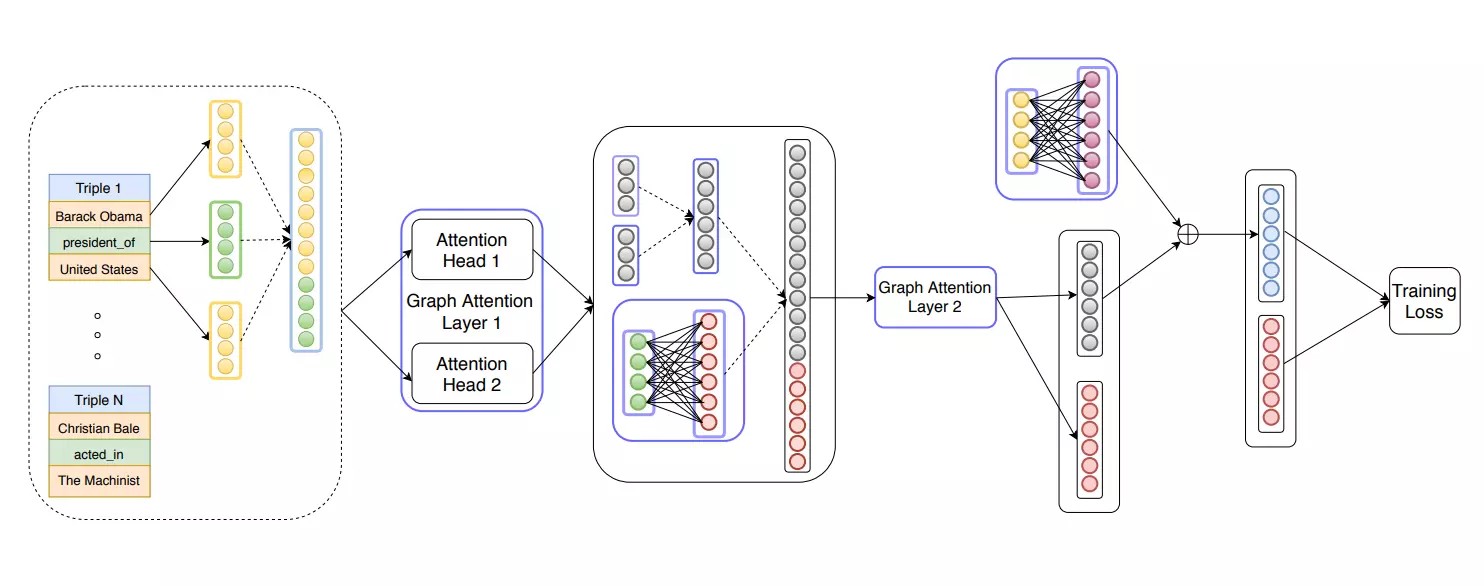 Triple 1
Barack Obama
president_of
United States
Triple N
Christian Bale
acted_in
The Machinist
Attention
Head 1
Graph Attention
Layer 1
Attention
Head 2
Graph Attention
Layer 2
Training
Loss